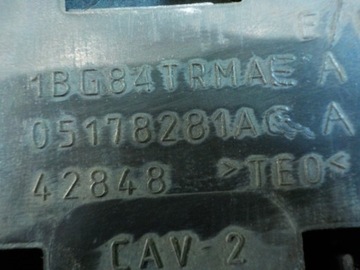 E/
1BG84TRMAE A
05178281AC A
42848 >TEO<
CAV-2